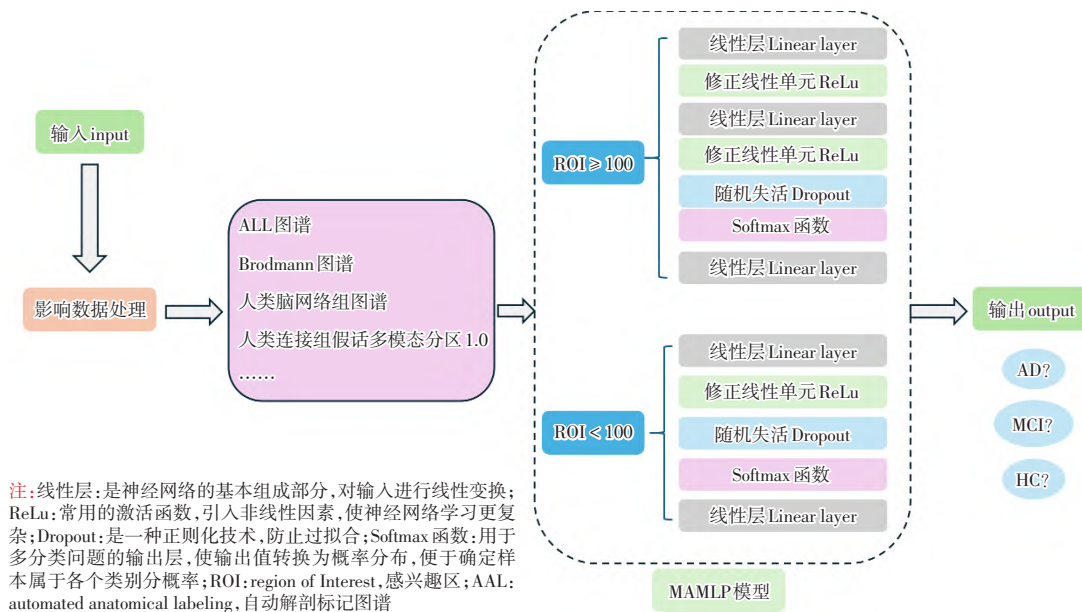 输入input
影响数据处理
ALL图谱
Brodmann图谱
人类脑网络组图谱
人类连接组假话多模态分区1.0
……
ROI≥100
线性层Linear layer
修正线性单元ReLu
线性层Linear layer
修正线性单元ReLu
随机失活Dropout
Softmax函数
线性层Linear layer
ROI<100
线性层Linear layer
修正线性单元ReLu
随机失活Dropout
Softmax函数
线性层Linear layer
MAMLP模型
输出output
AD?
MCI?
HC?
注:线性层:是神经网络的基本组成部分,对输入进行线性变换;
ReLu:常用的激活函数,引入非线性因素,使神经网络学习更复
杂;Dropout:是一种正则化技术,防止过拟合;Softmax函数:用于
多分类问题的输出层,使输出值转换为概率分布,便于确定样
本属于各个类别分概率;ROI:region of Interest,感兴趣区;AAL:
automated anatomical labeling,自动解剖标记图谱